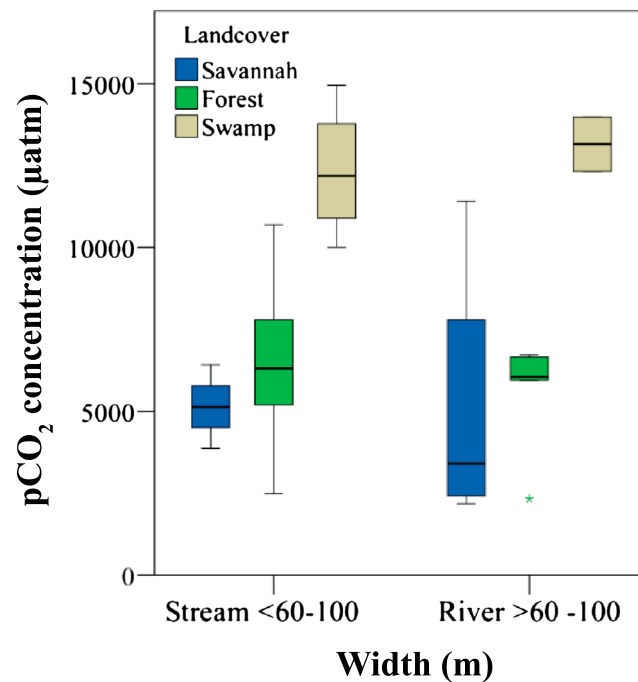 Landcover
Savannah
Forest
Swamp
pCO₂ concentration (µatm)
15000
10000
5000
0
Stream <60-100
River >60 -100
Width (m)